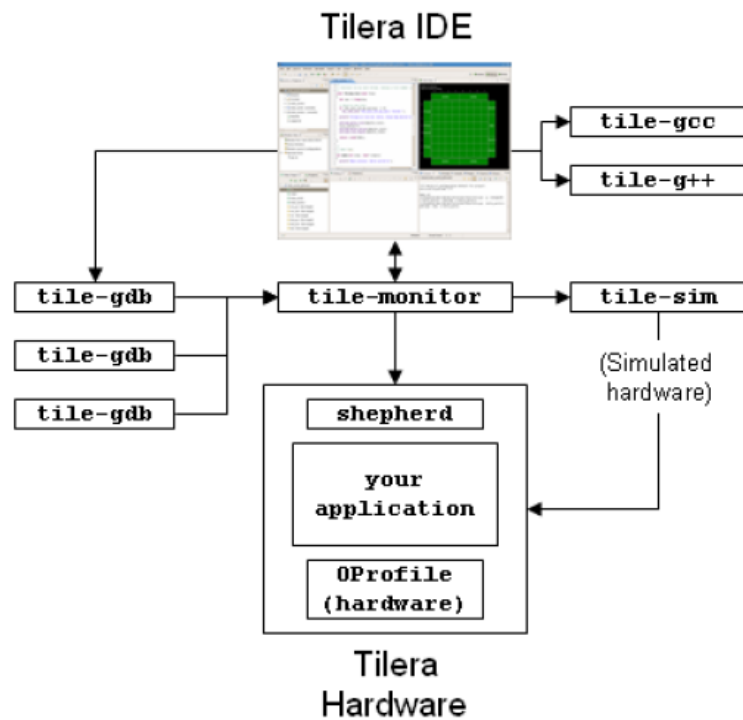 Tilera IDE
tile-gcc
tile-g++
tile-gdb
tile-monitor
tile-sim
tile-gdb
(Simulated
hardware)
tile-gdb
shepherd
your
application
OProfile
(hardware)
Tilera
Hardware